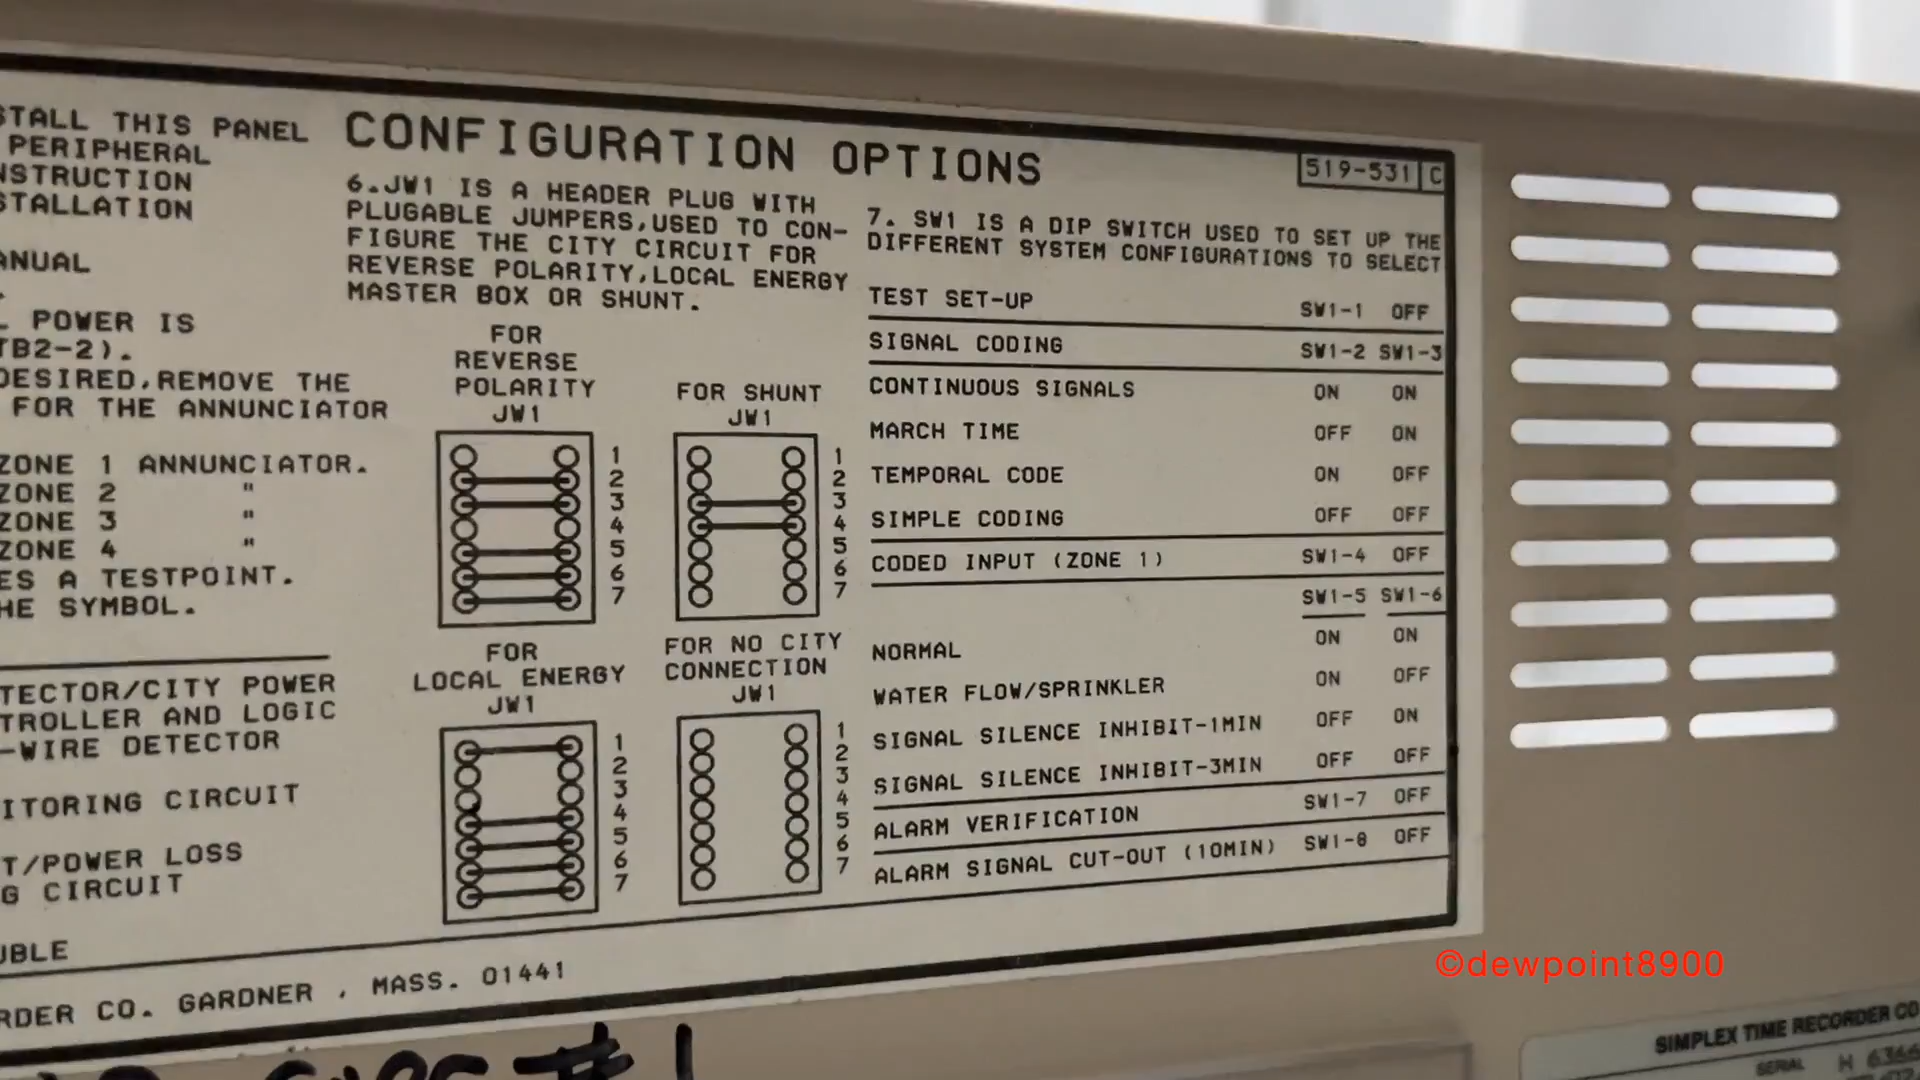 STALL THIS PANEL
PERIPHERAL
NSTRUCTION
STALLATION
ANUAL
POWER IS
TB2-2).
DESIRED, REMOVE THE
FOR THE ANNUNCIATOR
ZONE 1 ANNUNCIATOR.
ZONE 2 "
ZONE 3 "
ZONE 4 "
ES A TESTPOINT.
HE SYMBOL.
TECTOR/CITY POWER
TROLLER AND LOGIC
-WIRE DETECTOR
ITORING CIRCUIT
T/POWER LOSS
G CIRCUIT
UBLE
RDER CO. GARDNER , MASS. 01441
CONFIGURATION OPTIONS
519-531 C
6.JW1 IS A HEADER PLUG WITH
PLUGABLE JUMPERS,USED TO CON-
FIGURE THE CITY CIRCUIT FOR
REVERSE POLARITY,LOCAL ENERGY
MASTER BOX OR SHUNT.
FOR
REVERSE
POLARITY
JW1
1
2
3
4
5
6
7
FOR SHUNT
JW1
1
2
3
4
5
6
7
FOR
LOCAL ENERGY
JW1
1
2
3
4
5
6
7
FOR NO CITY
CONNECTION
JW1
1
2
3
4
5
6
7
7. SW1 IS A DIP SWITCH USED TO SET UP THE
DIFFERENT SYSTEM CONFIGURATIONS TO SELECT
TEST SET-UP SW1-1 OFF
SIGNAL CODING SW1-2 SW1-3
CONTINUOUS SIGNALS ON ON
MARCH TIME OFF ON
TEMPORAL CODE ON OFF
SIMPLE CODING OFF OFF
CODED INPUT (ZONE 1) SW1-4 OFF
SW1-5 SW1-6
NORMAL ON ON
WATER FLOW/SPRINKLER ON OFF
SIGNAL SILENCE INHIBIT-1MIN OFF ON
SIGNAL SILENCE INHIBIT-3MIN OFF OFF
ALARM VERIFICATION SW1-7 OFF
ALARM SIGNAL CUT-OUT (10MIN) SW1-8 OFF
©dewpoint8900
#1
SIMPLEX TIME RECORDER CO
SERIAL H 6366